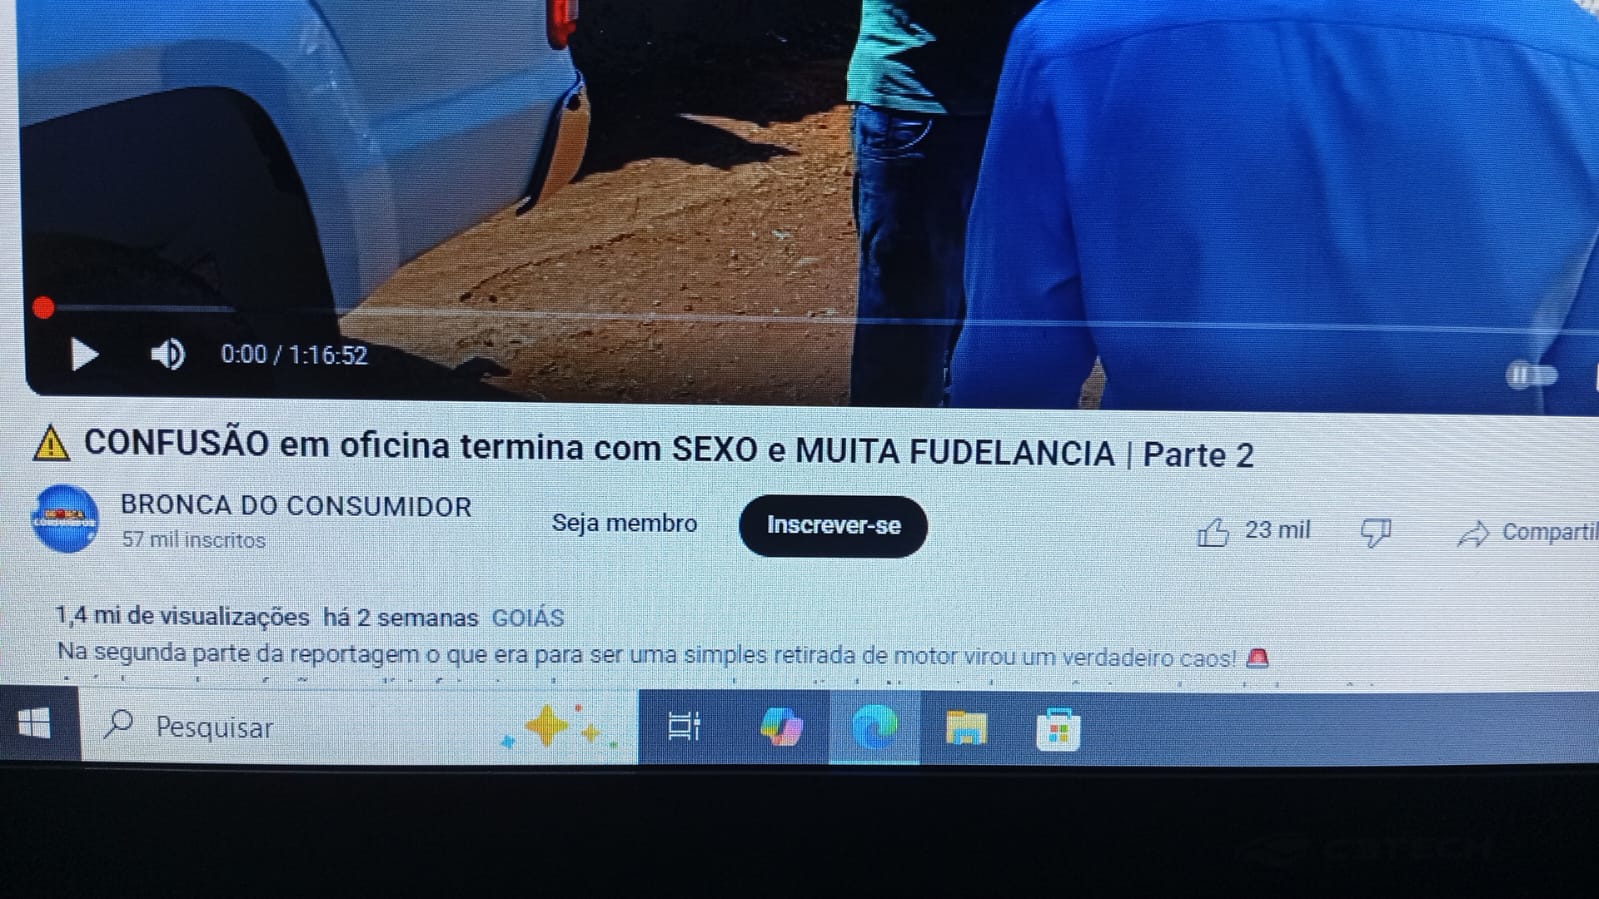 0:00 / 1:16:52
⚠ CONFUSÃO em oficina termina com SEXO e MUITA FUDELANCIA | Parte 2
BRONCA DO CONSUMIDOR
57 mil inscritos
Seja membro
Inscrever-se
23 mil
Compartil
1,4 mi de visualizações há 2 semanas GOIÁS
Na segunda parte da reportagem o que era para ser uma simples retirada de motor virou um verdadeiro caos! 🚨
Pesquisar
C3TECH